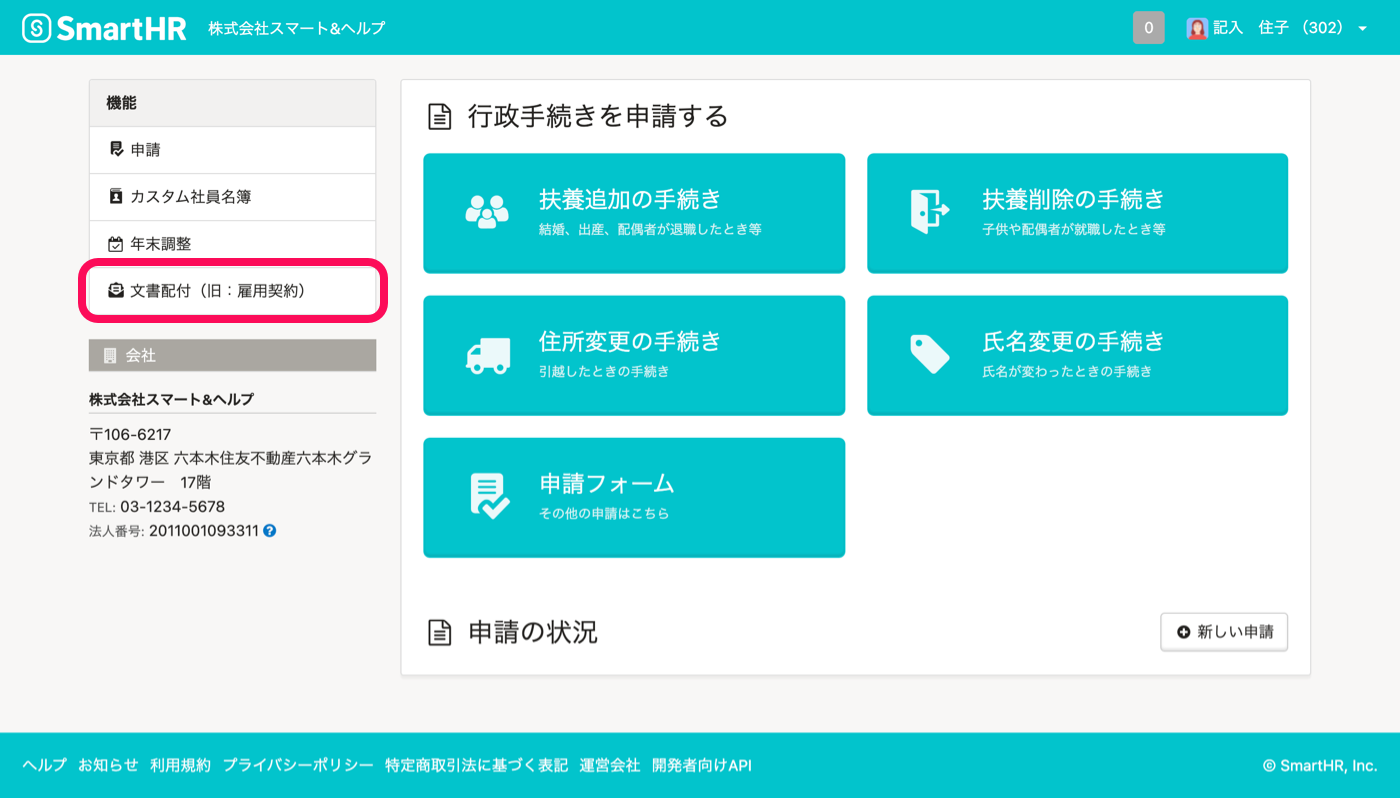 SmartHR 株式会社スマート&ヘルプ
0 記入 住子 (302)
機能
申請
カスタム社員名簿
年末調整
文書配付（旧：雇用契約）
会社
株式会社スマート&ヘルプ
〒106-6217
東京都 港区 六本木住友不動産六本木グラ
ンドタワー 17階
TEL: 03-1234-5678
法人番号: 2011001093311
行政手続きを申請する
扶養追加の手続き
結婚、出産、配偶者が退職したとき等
扶養削除の手続き
子供や配偶者が就職したとき等
住所変更の手続き
引越したときの手続き
氏名変更の手続き
氏名が変わったときの手続き
申請フォーム
その他の申請はこちら
申請の状況
新しい申請
ヘルプ お知らせ 利用規約 プライバシーポリシー 特定商取引法に基づく表記 運営会社 開発者向けAPI
© SmartHR, Inc.